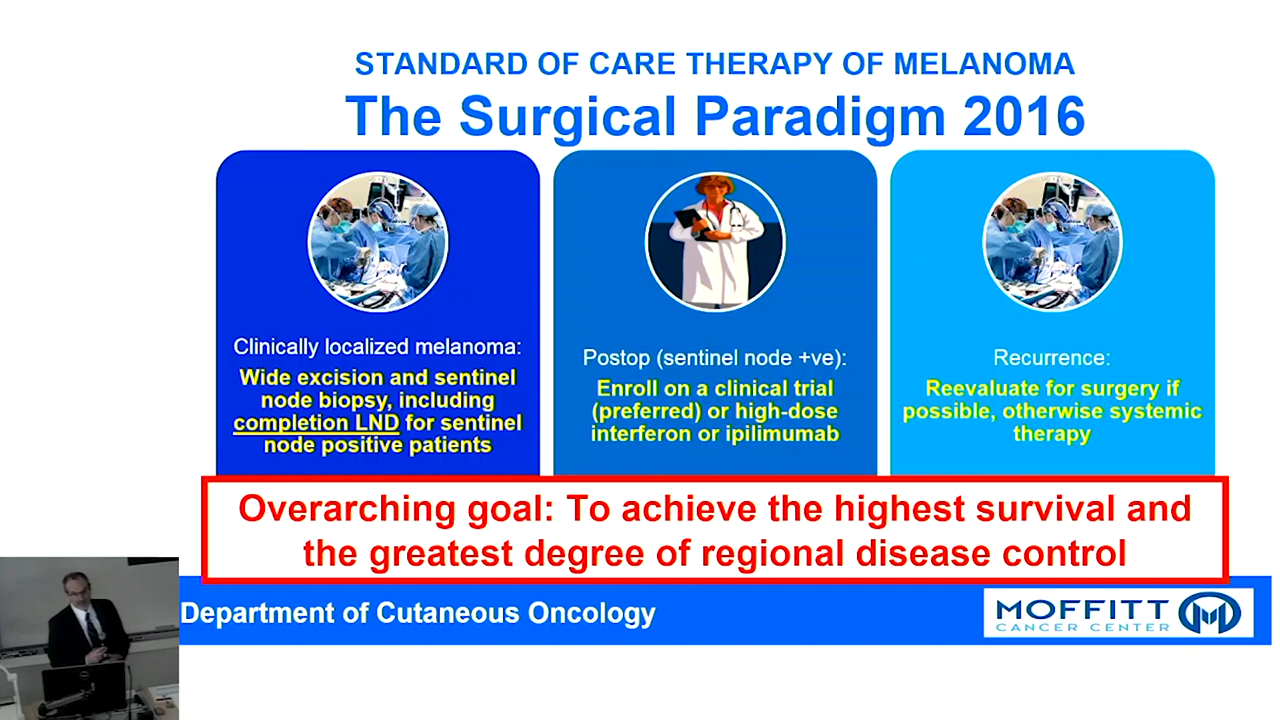 STANDARD OF CARE THERAPY OF MELANOMA
The Surgical Paradigm 2016
Clinically localized melanoma:
Wide excision and sentinel
node biopsy, including
completion LND for sentinel
node positive patients
Postop (sentinel node +ve):
Enroll on a clinical trial
(preferred) or high-dose
interferon or ipilimumab
Recurrence:
Reevaluate for surgery if
possible, otherwise systemic
therapy
Overarching goal: To achieve the highest survival and
the greatest degree of regional disease control
Department of Cutaneous Oncology
MOFFITT
CANCER CENTER